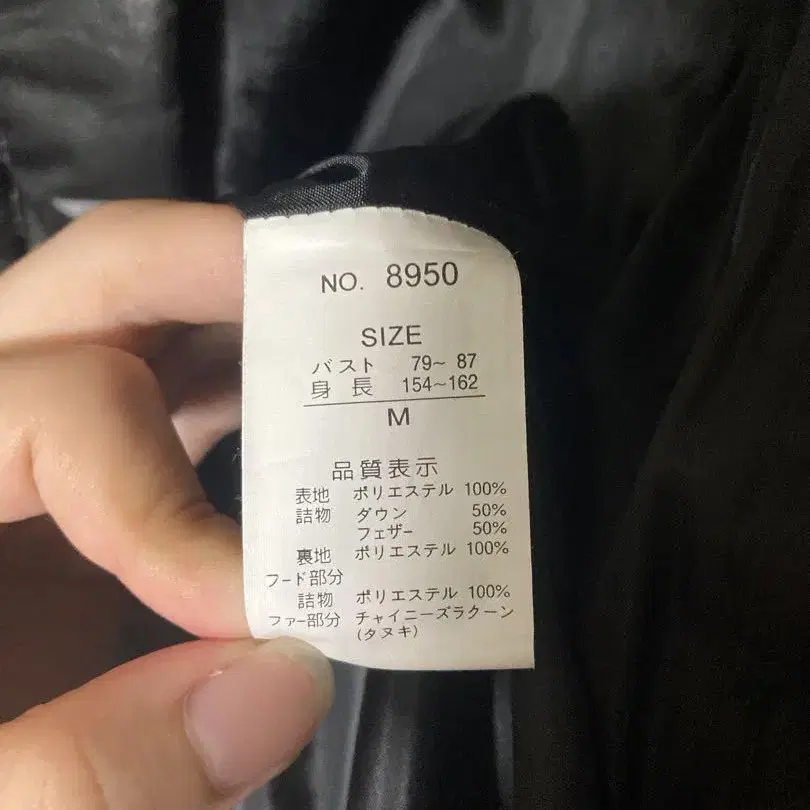 NO. 8950
SIZE
バスト 79~ 87
身長 154~162
M
品質表示
表地 ポリエステル 100%
詰物 ダウン 50%
フェザー 50%
裏地 ポリエステル 100%
フード部分
詰物 ポリエステル 100%
ファー部分 チャイニーズラクーン
(タヌキ)